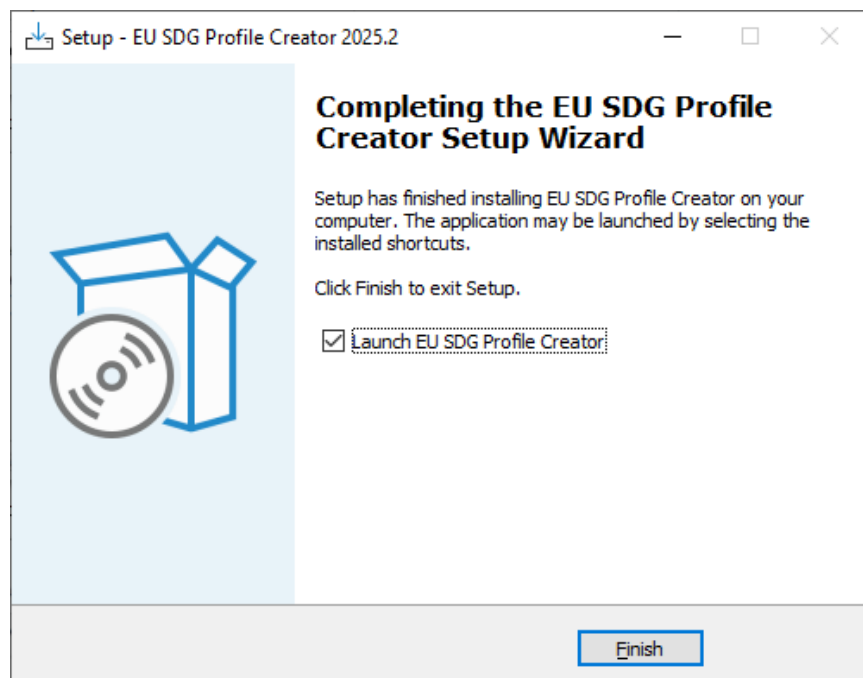 Setup - EU SDG Profile Creator 2025.2
Completing the EU SDG Profile
Creator Setup Wizard
Setup has finished installing EU SDG Profile Creator on your
computer. The application may be launched by selecting the
installed shortcuts.
Click Finish to exit Setup.
Launch EU SDG Profile Creator
Finish